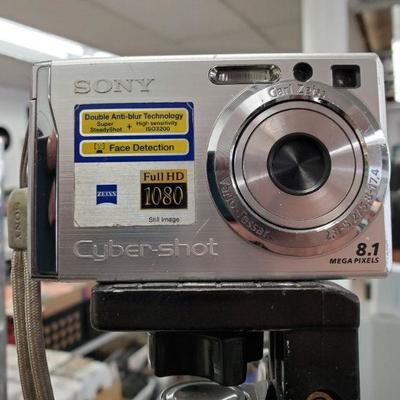 SONY
Double Anti-blur Technology
Super SteadyShot + High sensitivity ISO3200
Face Detection
ZEISS
Full HD
1080
Still Image
Carl Zeiss
Vario-Tessar
Cyber-shot
8.1
MEGA PIXELS
SONY